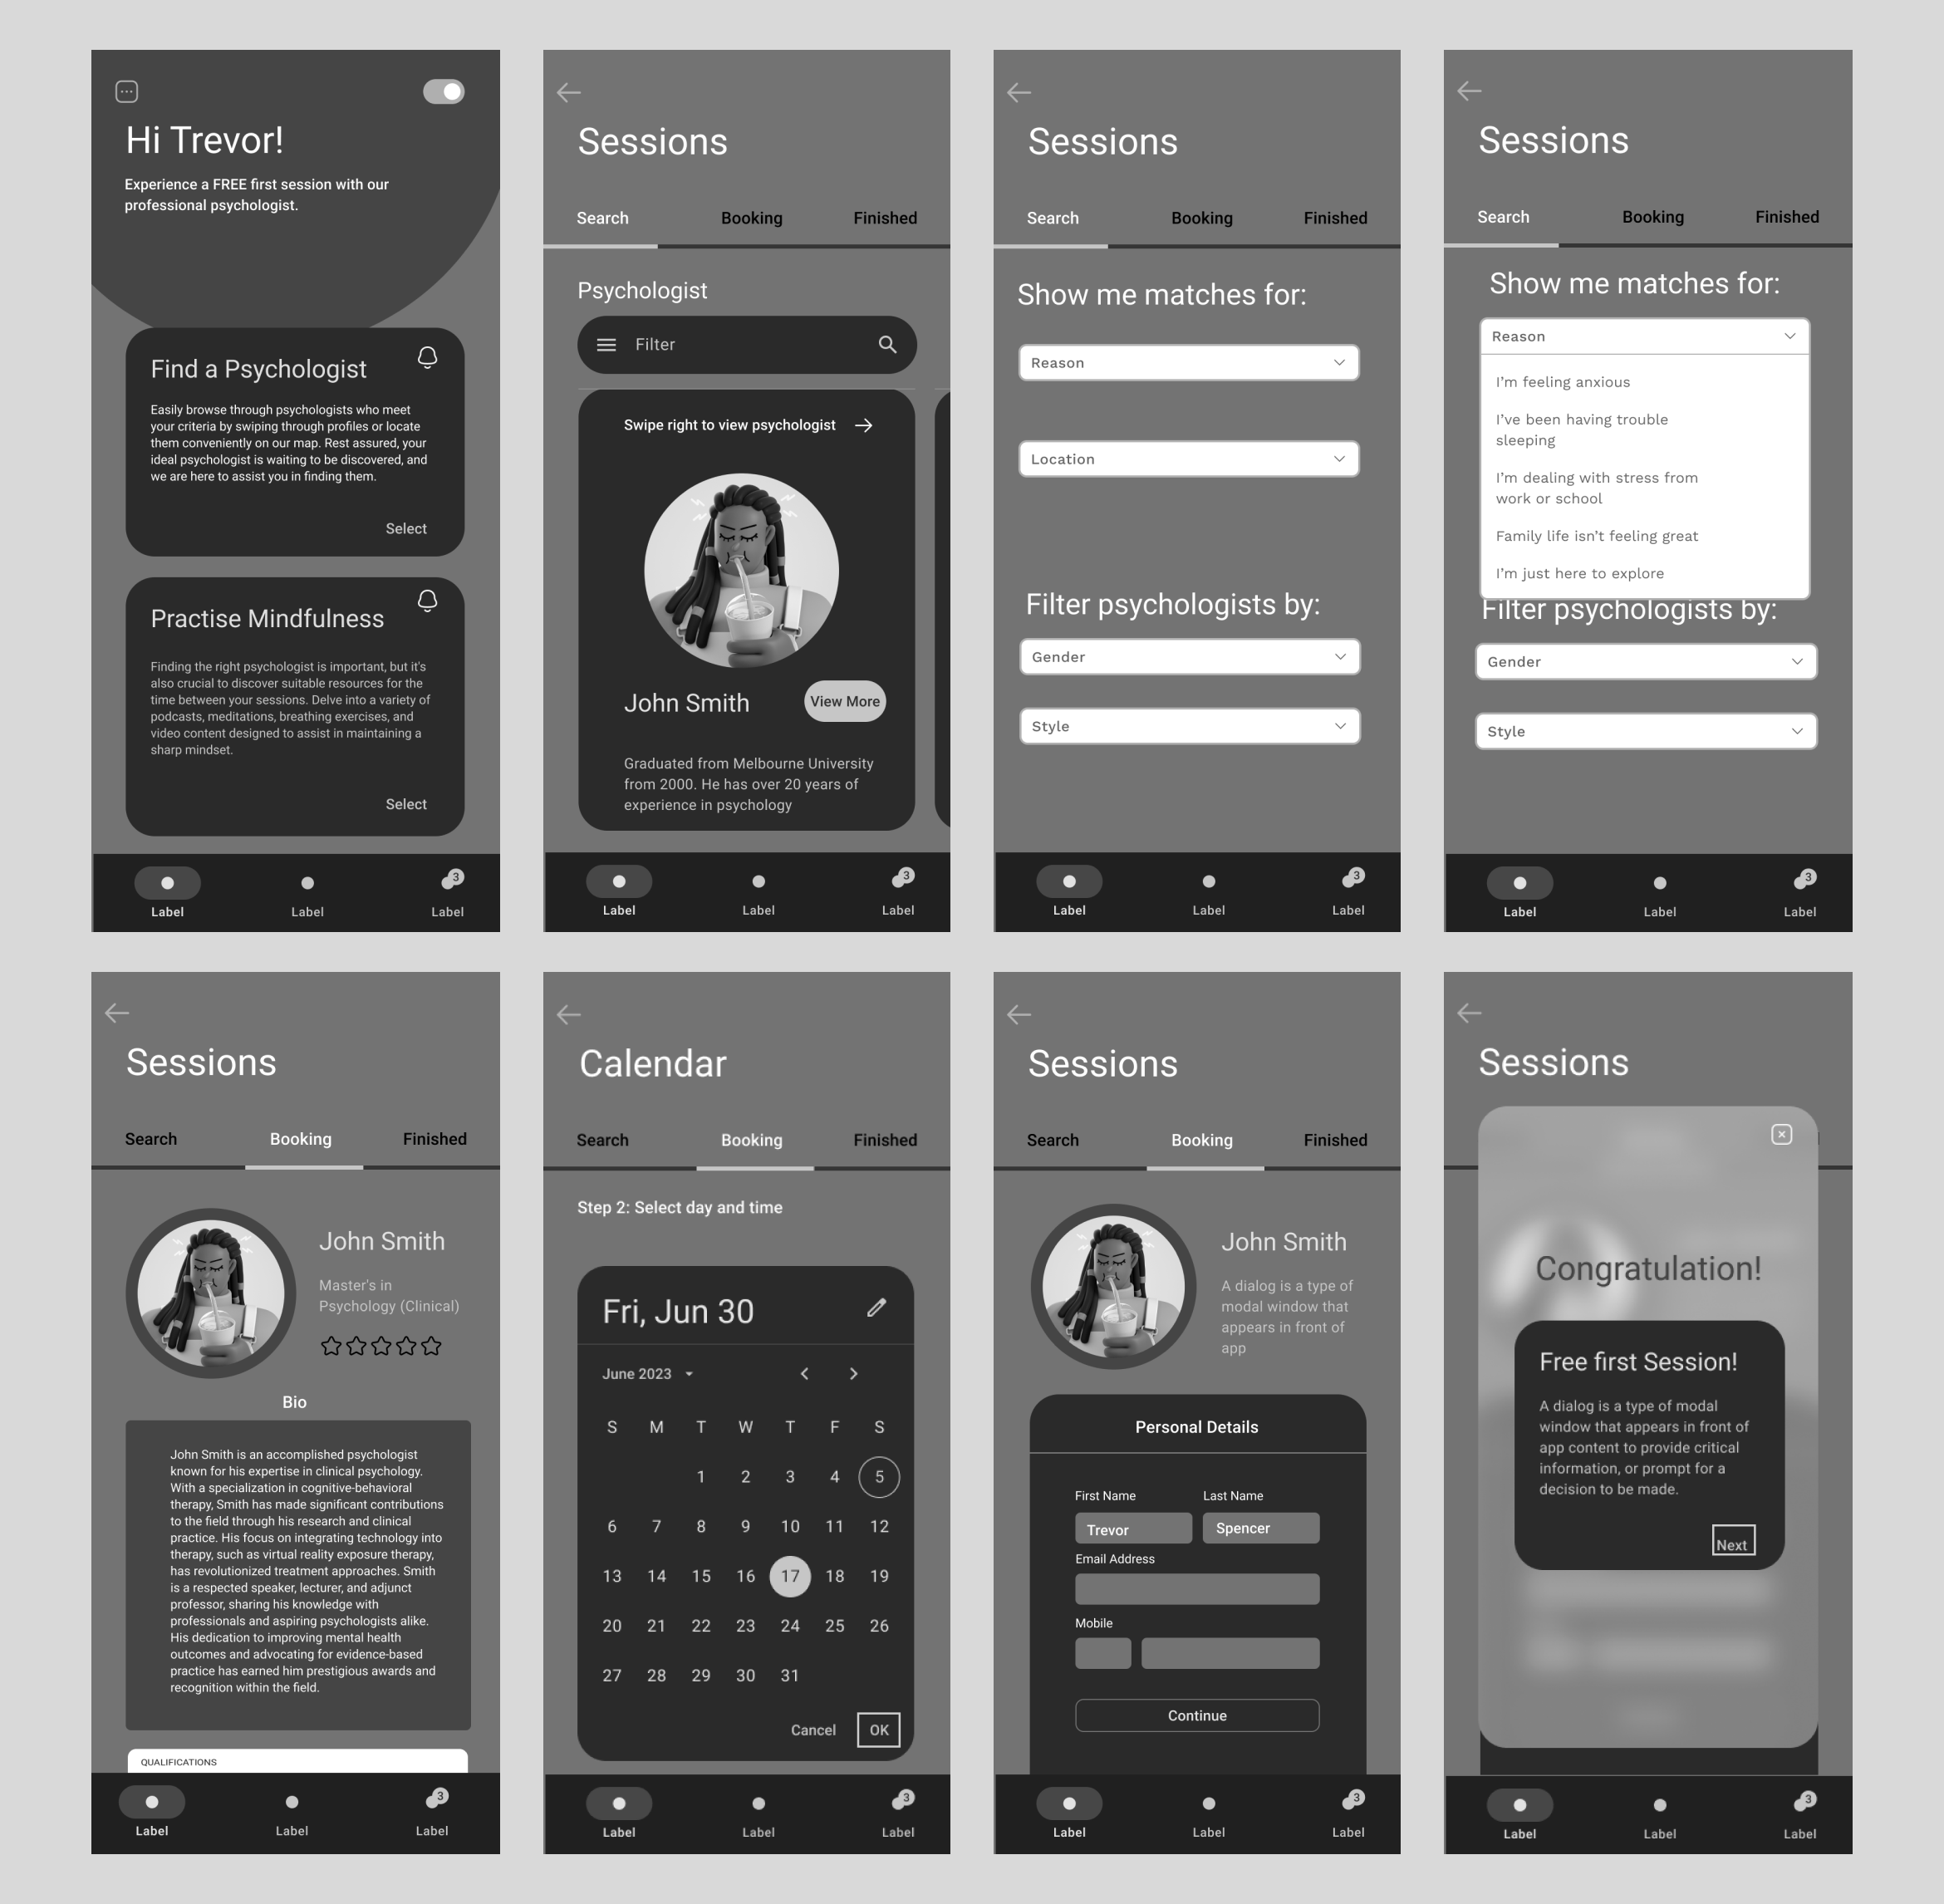 Hi Trevor!
Experience a FREE first session with our
professional psychologist.
Find a Psychologist
Easily browse through psychologists who meet
your criteria by swiping through profiles or locate
them conveniently on our map. Rest assured, your
ideal psychologist is waiting to be discovered, and
we are here to assist you in finding them.
Select
Practise Mindfulness
Finding the right psychologist is important, but it's
also crucial to discover suitable resources for the
time between your sessions. Delve into a variety of
podcasts, meditations, breathing exercises, and
video content designed to assist in maintaining a
sharp mindset.
Select
3
Label Label Label
Sessions
Search Booking Finished
Psychologist
Filter
Swipe right to view psychologist
John Smith View More
Graduated from Melbourne University
from 2000. He has over 20 years of
experience in psychology
3
Label Label Label
Sessions
Search Booking Finished
Show me matches for:
Reason
Location
Filter psychologists by:
Gender
Style
3
Label Label Label
Sessions
Search Booking Finished
Show me matches for:
Reason
I'm feeling anxious
I've been having trouble
sleeping
I'm dealing with stress from
work or school
Family life isn't feeling great
I'm just here to explore
Filter psychologists by:
Gender
Style
3
Label Label Label
Sessions
Search Booking Finished
John Smith
Master's in
Psychology (Clinical)
Bio
John Smith is an accomplished psychologist
known for his expertise in clinical psychology.
With a specialization in cognitive-behavioral
therapy, Smith has made significant contributions
to the field through his research and clinical
practice. His focus on integrating technology into
therapy, such as virtual reality exposure therapy,
has revolutionized treatment approaches. Smith
is a respected speaker, lecturer, and adjunct
professor, sharing his knowledge with
professionals and aspiring psychologists alike.
His dedication to improving mental health
outcomes and advocating for evidence-based
practice has earned him prestigious awards and
recognition within the field.
QUALIFICATIONS
3
Label Label Label
Calendar
Search Booking Finished
Step 2: Select day and time
Fri, Jun 30
June 2023
S M T W T F S
1 2 3 4 5
6 7 8 9 10 11 12
13 14 15 16 17 18 19
20 21 22 23 24 25 26
27 28 29 30 31
Cancel OK
3
Label Label Label
Sessions
Search Booking Finished
John Smith
A dialog is a type of
modal window that
appears in front of
app
Personal Details
First Name Last Name
Trevor Spencer
Email Address
Mobile
Continue
3
Label Label Label
Sessions
Congratulation!
Free first Session!
A dialog is a type of modal
window that appears in front of
app content to provide critical
information, or prompt for a
decision to be made.
Next
3
Label Label Label